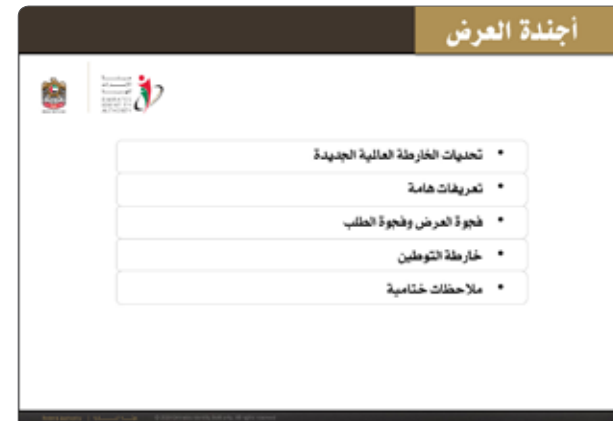 أجندة العرض
• تحديات الخارطة العالمية الجديدة
• تعريفات هامة
• فجوة العرض وفجوة الطلب
• خارطة التوطين
• ملاحظات ختامية